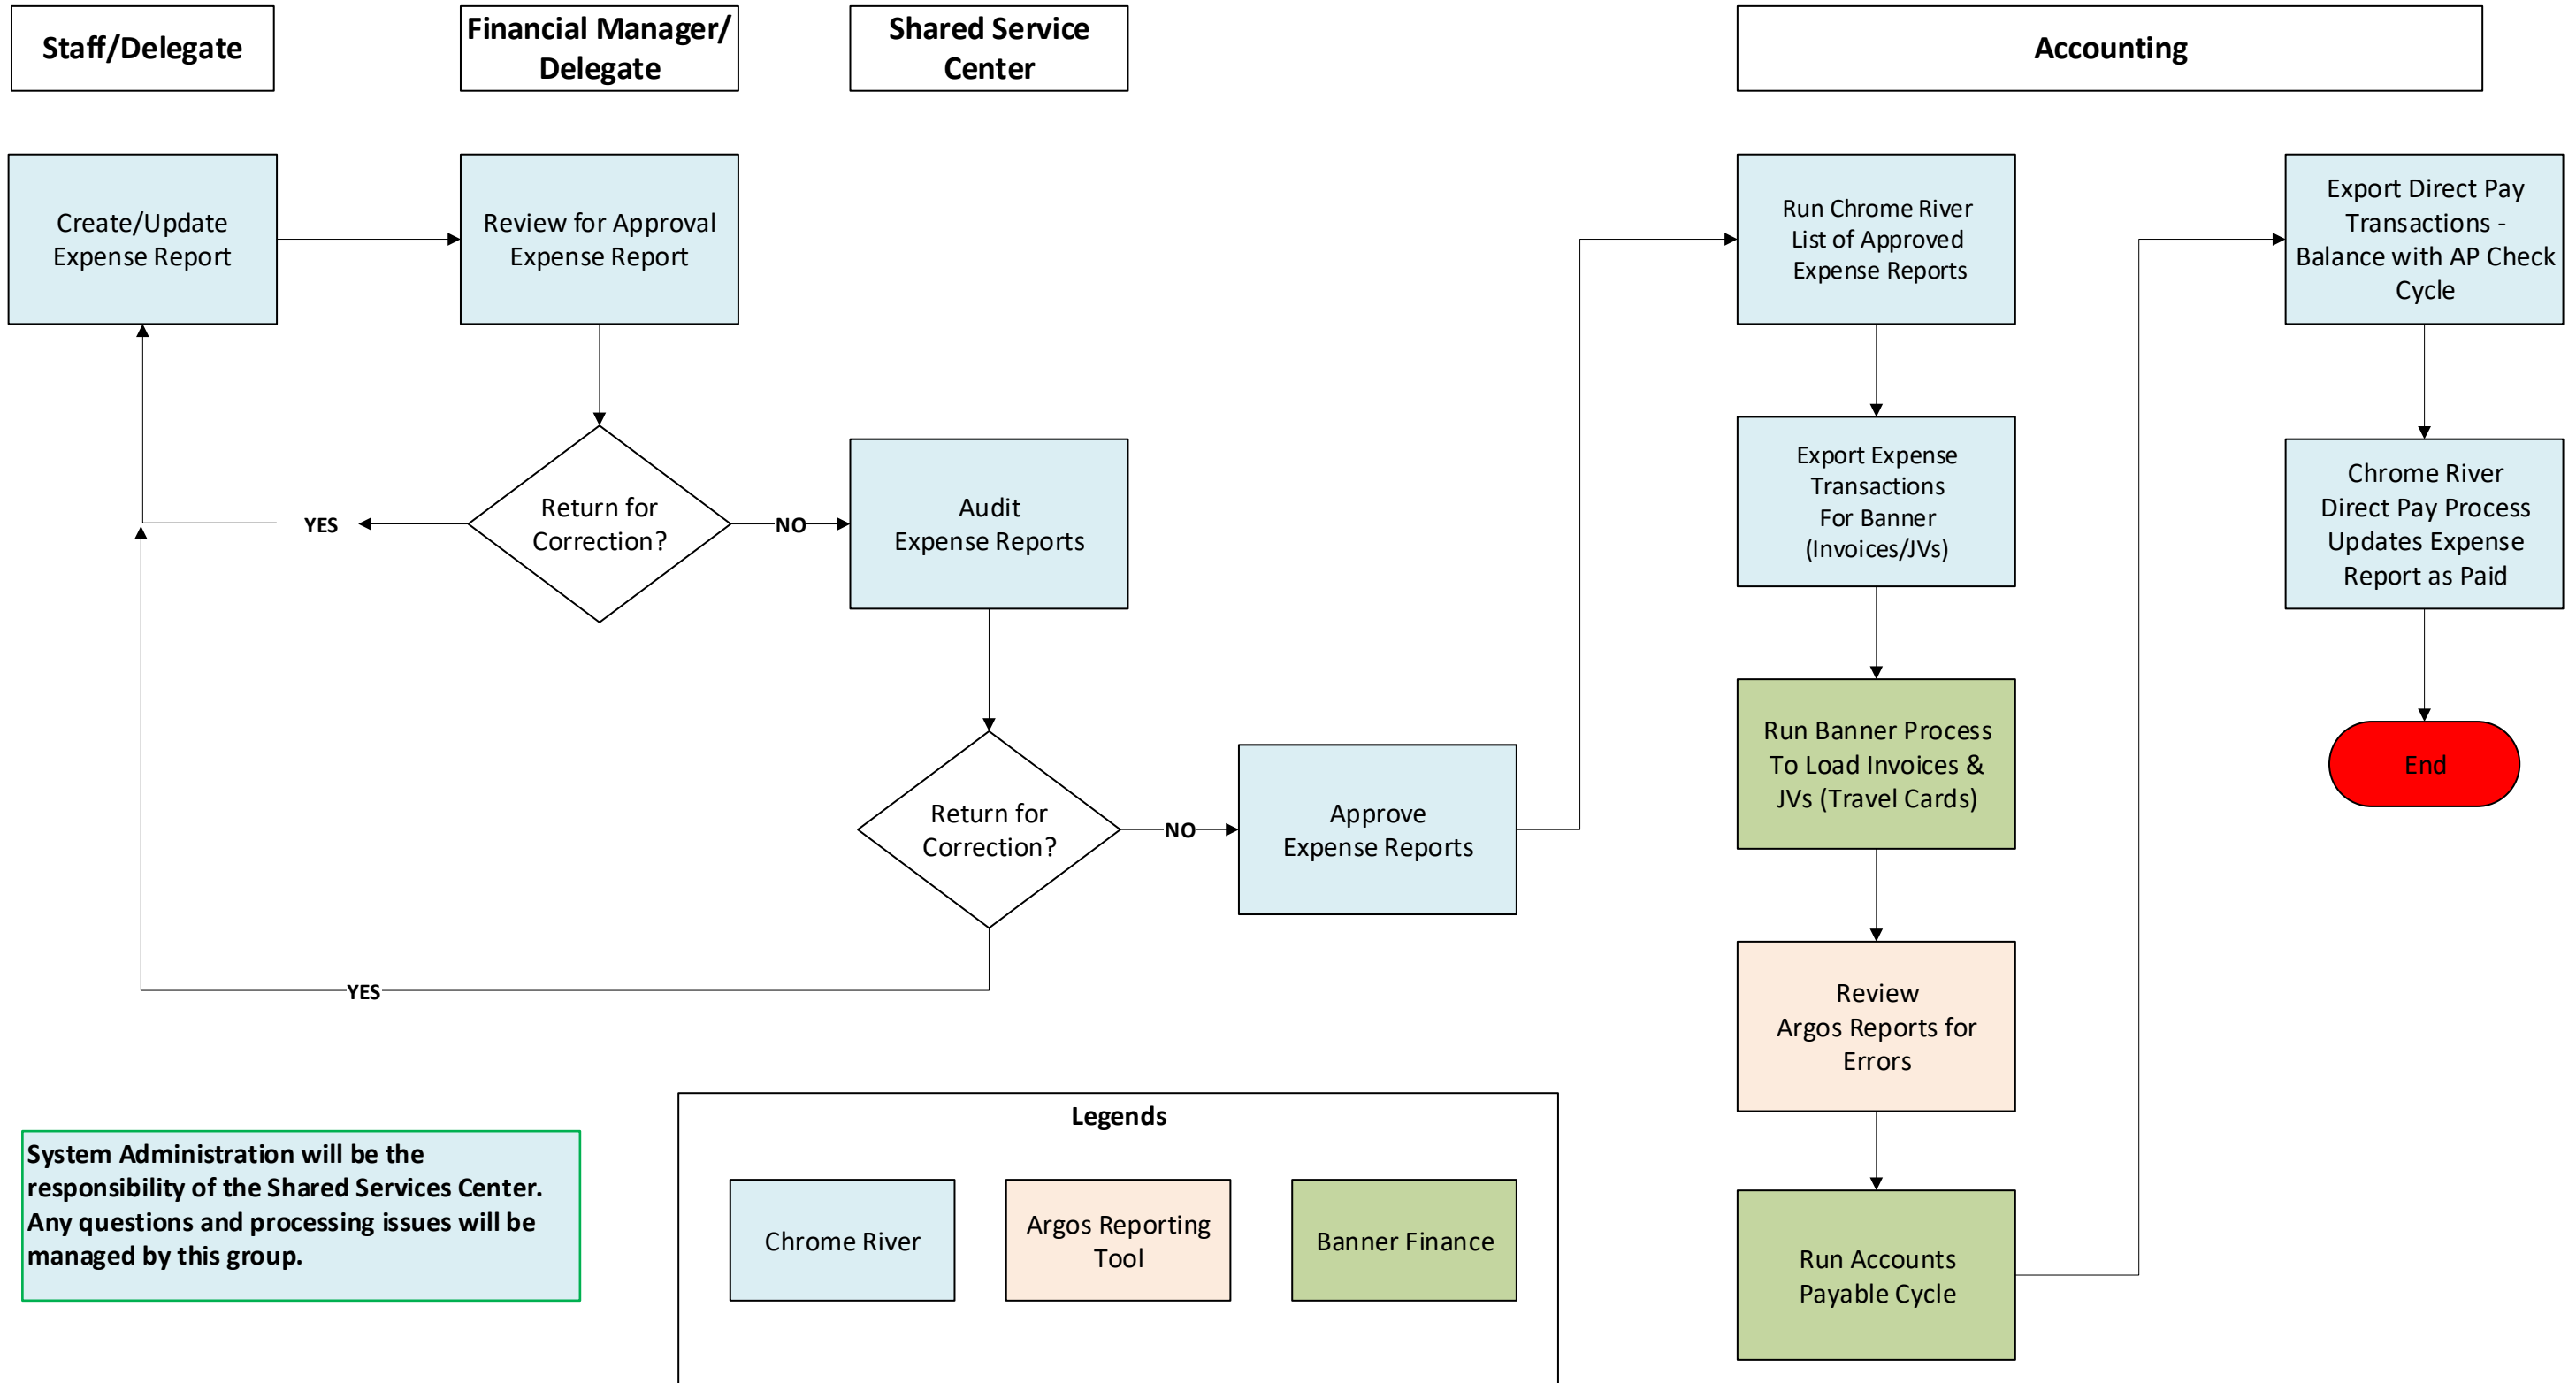 Staff/Delegate
Financial Manager/
Delegate
Shared Service
Center
Accounting
Create/Update
Expense Report
Review for Approval
Expense Report
Run Chrome River
List of Approved
Expense Reports
Export Direct Pay
Transactions -
Balance with AP Check
Cycle
Return for
Correction?
YES
NO
Audit
Expense Reports
Export Expense
Transactions
For Banner
(Invoices/JVs)
Chrome River
Direct Pay Process
Updates Expense
Report as Paid
Return for
Correction?
NO
YES
Approve
Expense Reports
Run Banner Process
To Load Invoices &
JVs (Travel Cards)
End
Review
Argos Reports for
Errors
Run Accounts
Payable Cycle
System Administration will be the
responsibility of the Shared Services Center.
Any questions and processing issues will be
managed by this group.
Legends
Chrome River
Argos Reporting
Tool
Banner Finance